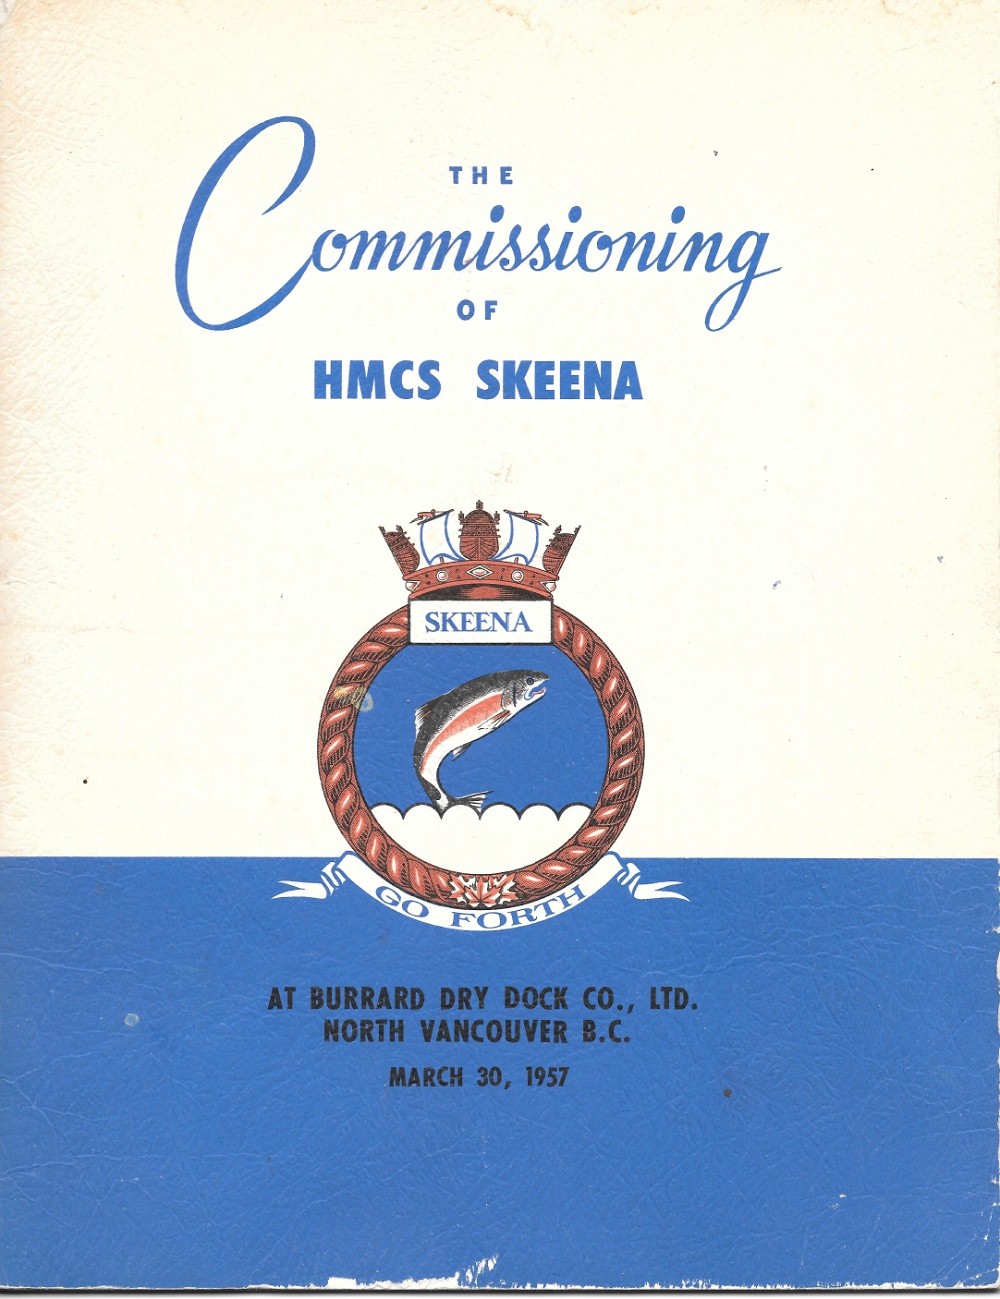 THE
Commissioning
OF
HMCS SKEENA
SKEENA
GO FORTH
AT BURRARD DRY DOCK CO., LTD.
NORTH VANCOUVER B.C.
MARCH 30, 1957